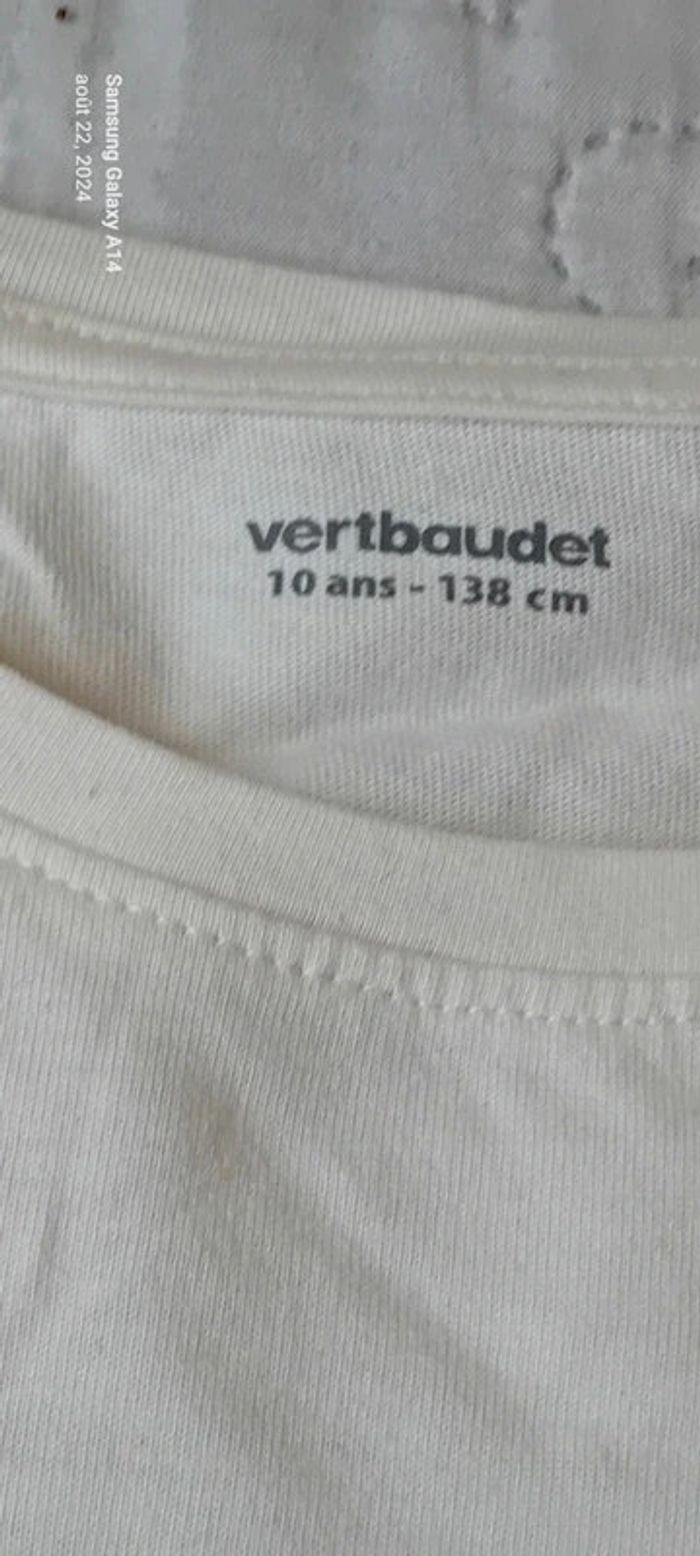 Samsung Galaxy A14
août 22, 2024
vertbaudet
10 ans - 138 cm